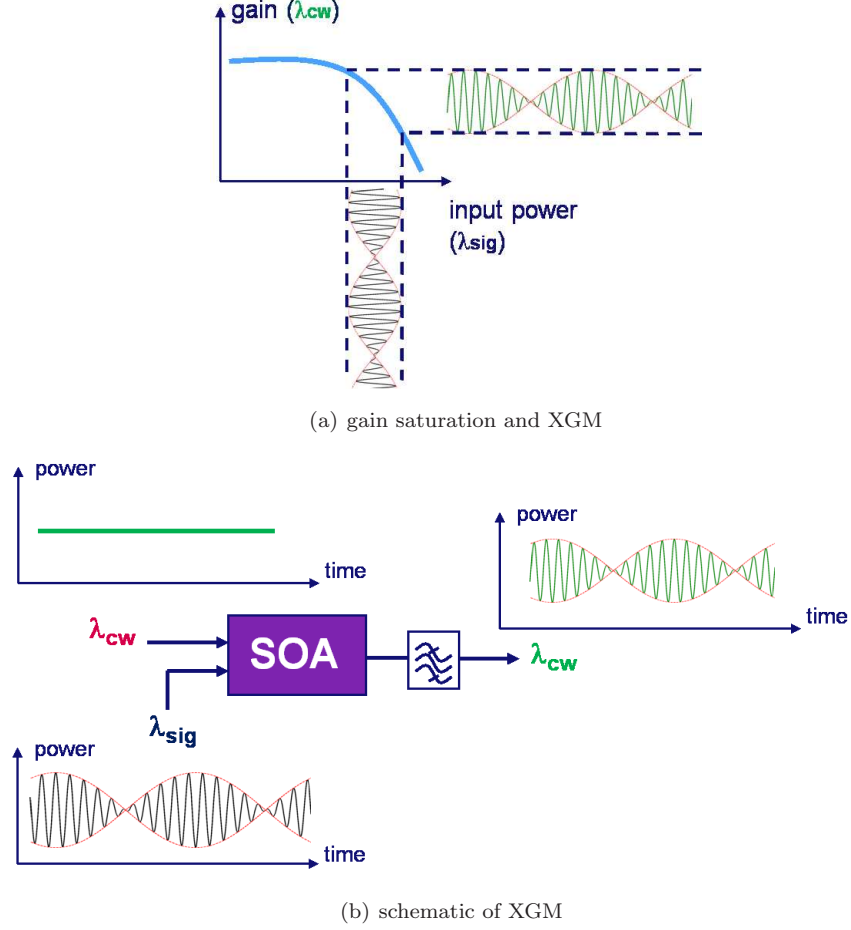 gain (λcw)
input power
(λsig)
(a) gain saturation and XGM
power
time
power
time
λcw
SOA
λcw
λsig
power
time
(b) schematic of XGM